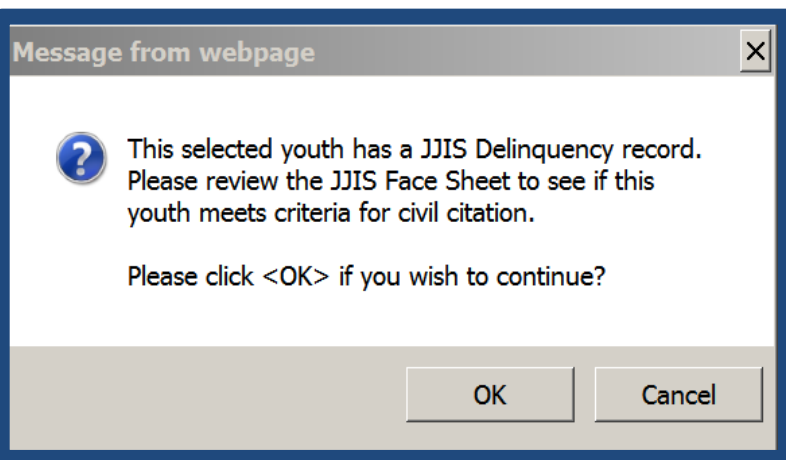 Message from webpage
This selected youth has a JJIS Delinquency record.
Please review the JJIS Face Sheet to see if this
youth meets criteria for civil citation.
Please click <OK> if you wish to continue?
OK
Cancel